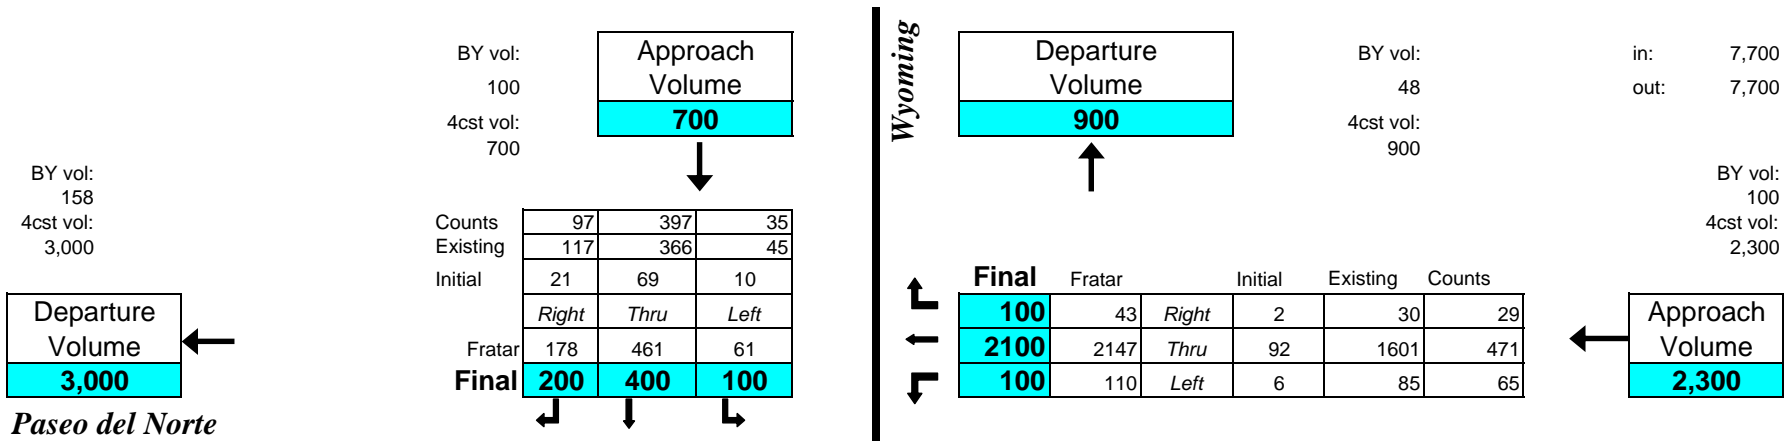 BY vol:
100
4cst vol:
700
Approach
Volume
700
Wyoming
Departure
Volume
900
BY vol:
48
4cst vol:
900
in: 7,700
out: 7,700
BY vol:
158
4cst vol:
3,000
BY vol:
100
4cst vol:
2,300
Counts 97 397 35
Existing 117 366 45
Initial 21 69 10
Right Thru Left
Fratar 178 461 61
Final 200 400 100
Final Fratar Initial Existing Counts
100 43 Right 2 30 29
2100 2147 Thru 92 1601 471
100 110 Left 6 85 65
Departure
Volume
3,000
Approach
Volume
2,300
Paseo del Norte